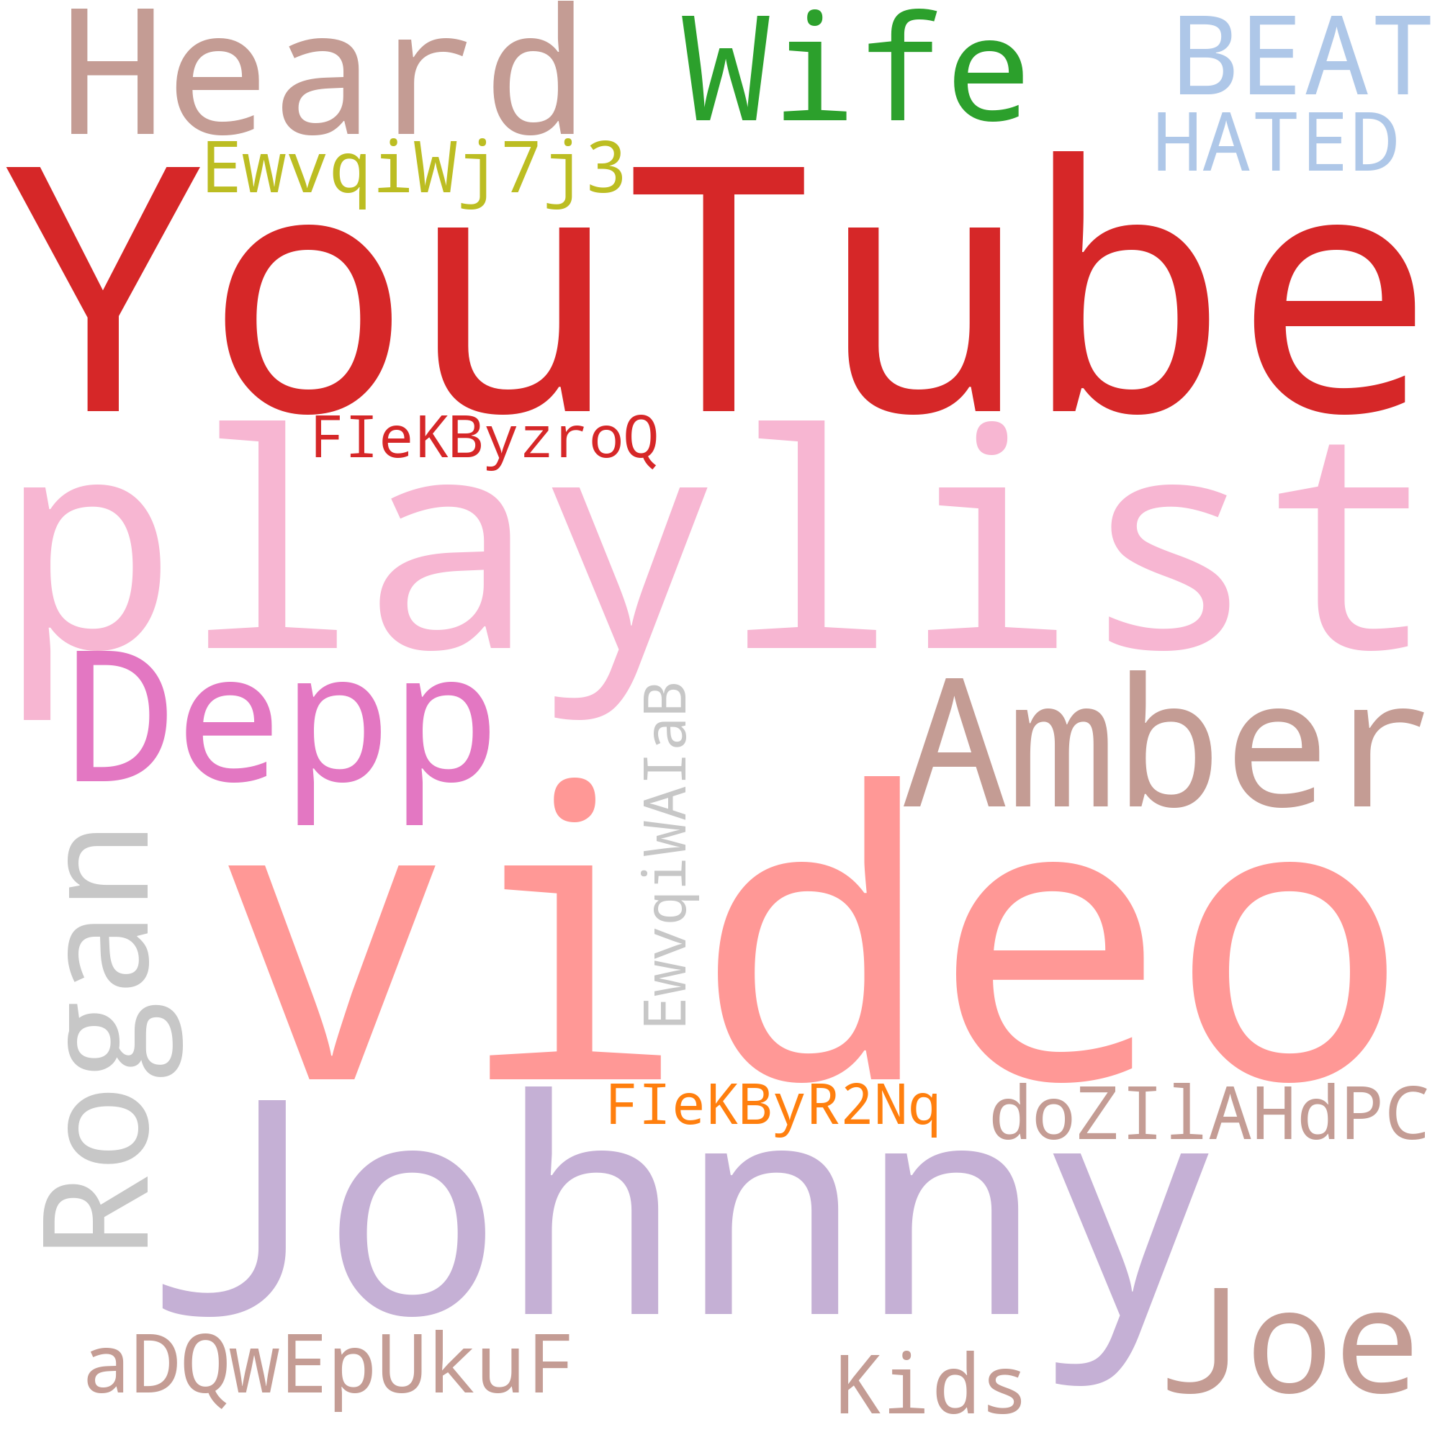 Heard
Wife
BEAT
HATED
EwvqiWj7j3
YouTube
FIeKByzroQ
playlist
Depp
EwvqiWAIaB
Amber
Rogan
video
FIeKByR2Nq
doZIlAHdPC
Johnny
Joe
aDQwEpUkuF
Kids